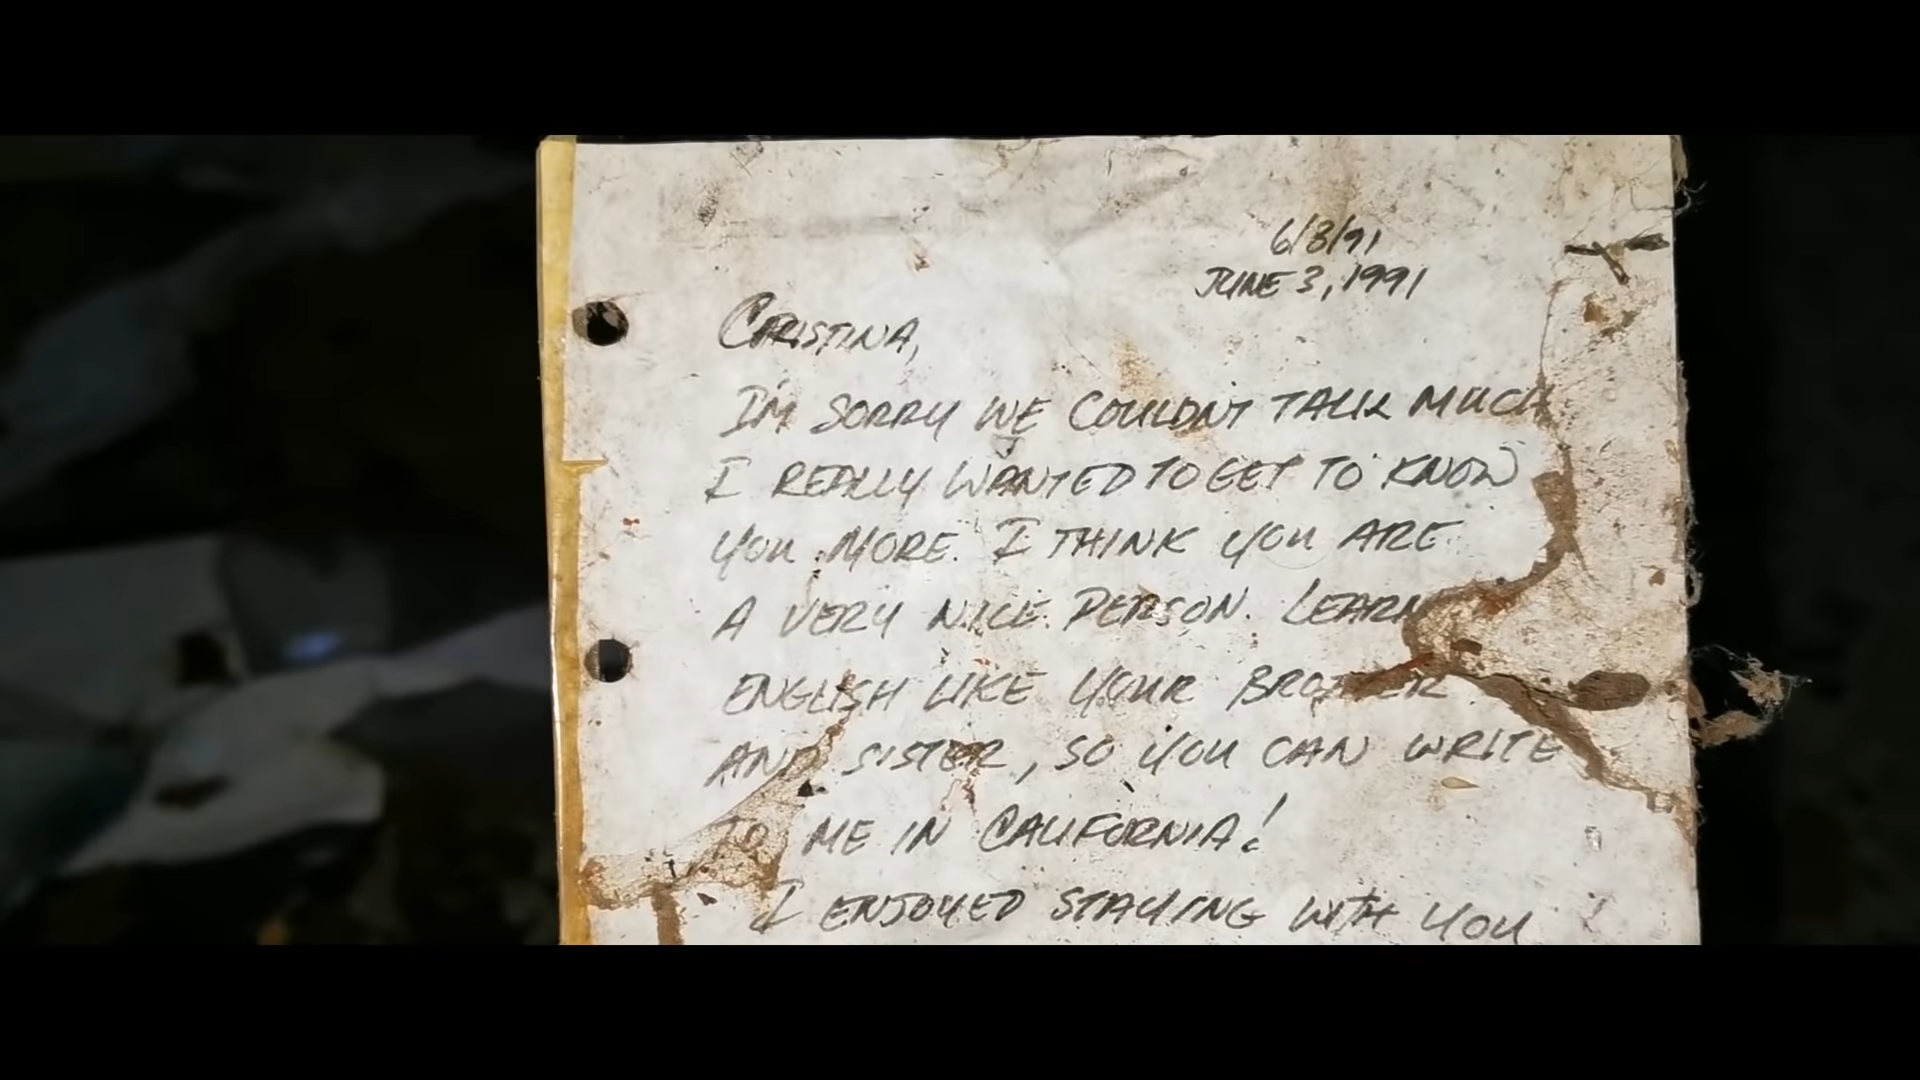 6/3/91
JUNE 3, 1991
CRISTINA,
I'M SORRY WE COULDN'T TALK MUCH
I REALLY WANTED TO GET TO KNOW
YOU MORE. I THINK YOU ARE
A VERY NICE PERSON. LEARN
ENGLISH LIKE YOUR BROTHER
AND SISTER, SO YOU CAN WRITE
TO ME IN CALIFORNIA!
I ENJOYED STAYING WITH YOU